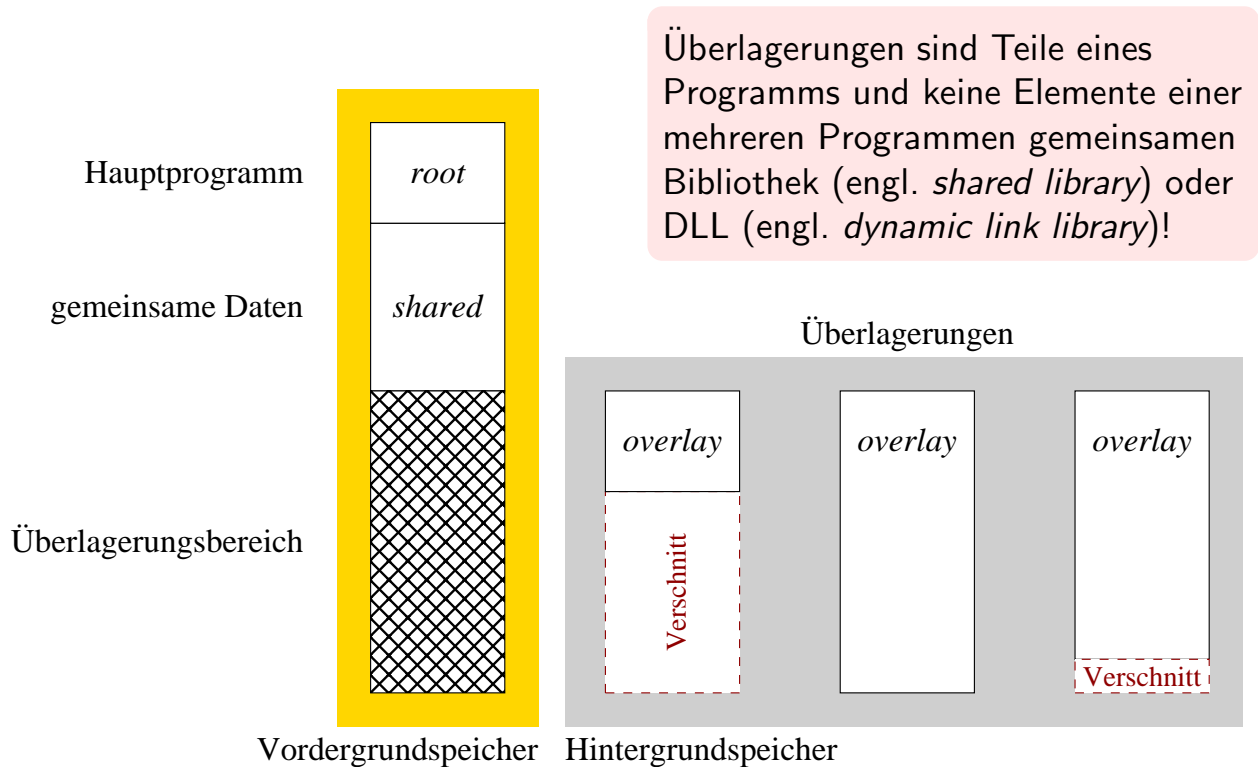 Überlagerungen sind Teile eines
Programms und keine Elemente einer
mehreren Programmen gemeinsamen
Bibliothek (engl. shared library) oder
DLL (engl. dynamic link library)!
Hauptprogramm
root
gemeinsame Daten
shared
Überlagerungen
overlay
overlay
overlay
Überlagerungsbereich
Verschnitt
Verschnitt
Vordergrundspeicher
Hintergrundspeicher